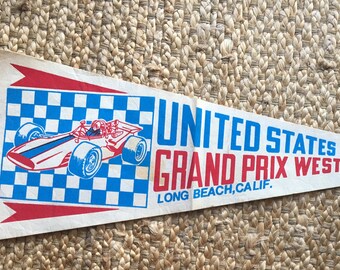 UNITED STATES
GRAND PRIX WEST
LONG BEACH, CALIF.